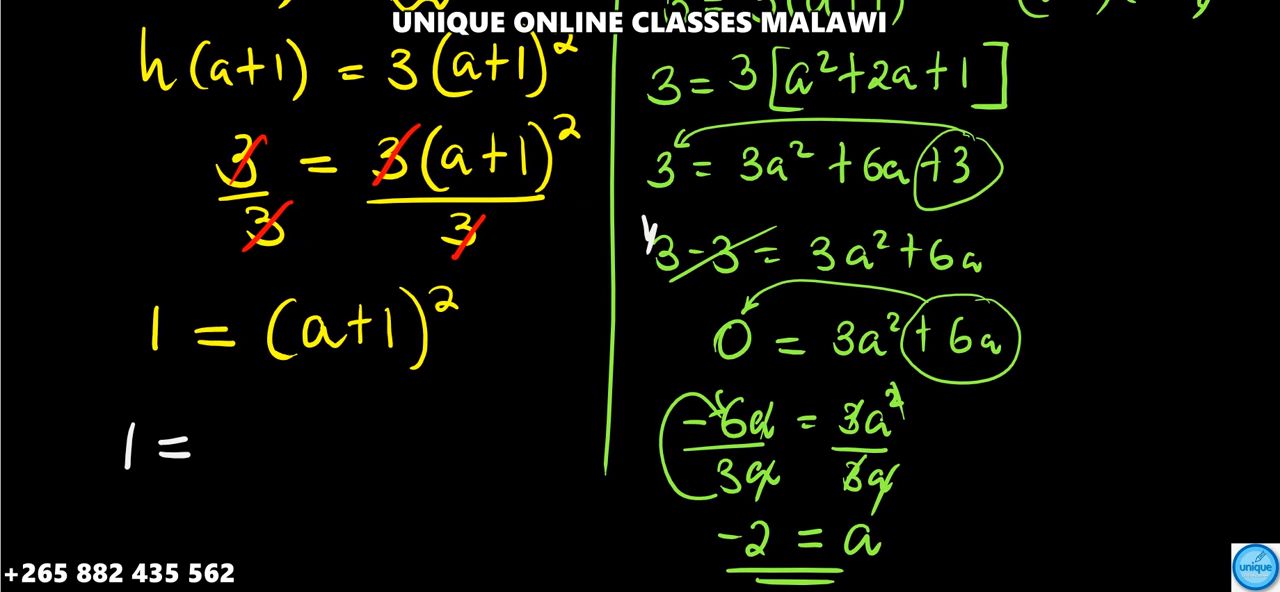 UNIQUE ONLINE CLASSES MALAWI
h(a+1) = 3(a+1)²
3/3 = 3(a+1)²/3
1 = (a+1)²
1 =
3 = 3[a²+2a+1]
3 = 3a² + 6a + 3
3 - 3 = 3a² + 6a
0 = 3a² + 6a
-6a/3a = 3a²/3a
-2 = a
+265 882 435 562
unique